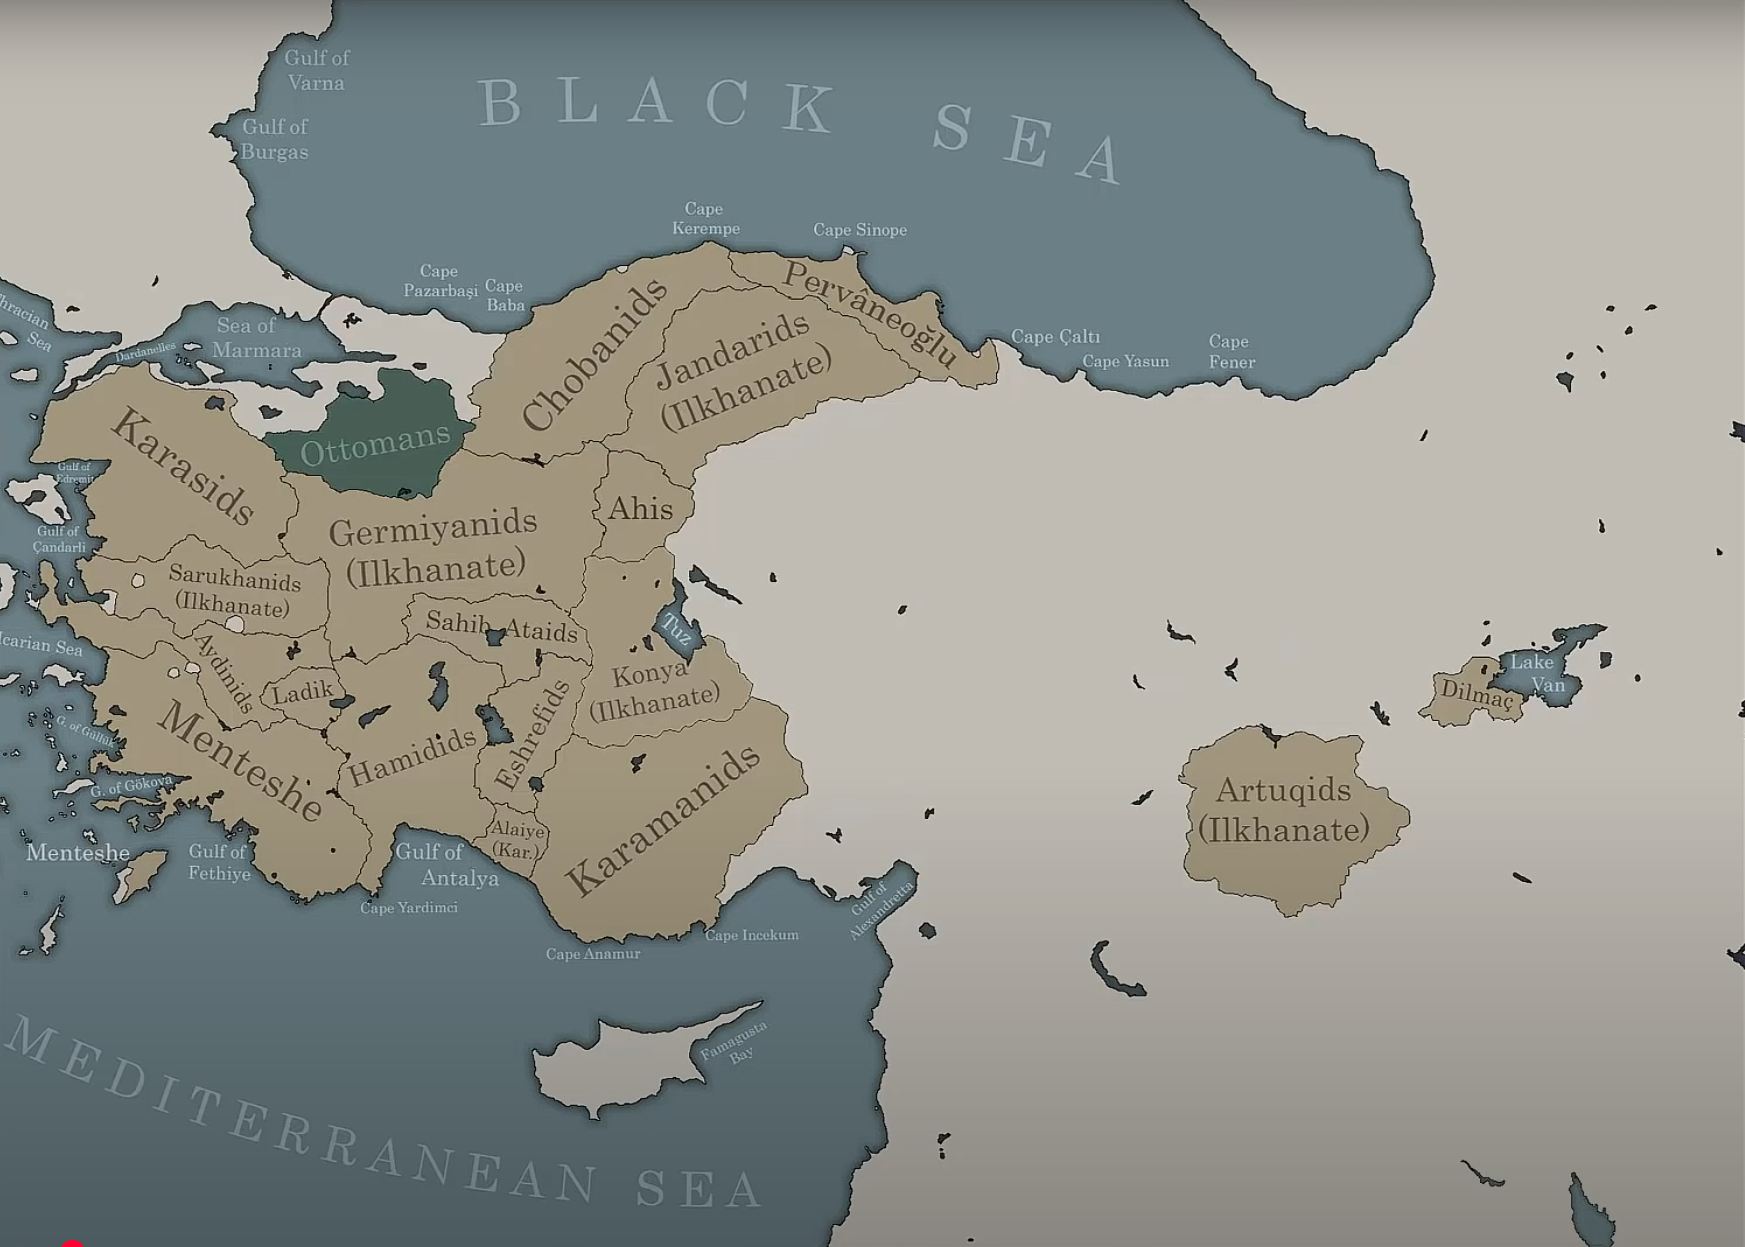 Gulf of
Varna
BLACK SEA
Gulf of
Burgas
Cape
Kerempe
Cape Sinope
Cape
Pazarbaşi
Cape
Baba
Pervâneoğlu
Chobanids
Thracian
Sea
Sea of
Marmara
Dardanelles
Jandarids
(Ilkhanate)
Cape Çaltı
Cape Yasun
Cape
Fener
Karasids
Ottomans
Gulf of
Edremit
Ahis
Germiyanids
(Ilkhanate)
Gulf of
Çandarli
Sarukhanids
(Ilkhanate)
Sahib Ataids
Tuz
Icarian Sea
Aydinids
Ladik
Konya
(Ilkhanate)
Lake
Van
Dilmaç
Menteshe
Hamidids
Eshrefids
G. of Güllük
G. of Gökova
Karamanids
Artuqids
(Ilkhanate)
Alaiye
(Kar.)
Menteshe
Gulf of
Fethiye
Gulf of
Antalya
Cape Yardimci
Gulf of
Alexandretta
Cape Incekum
Cape Anamur
Famagusta
Bay
MEDITERRANEAN SEA